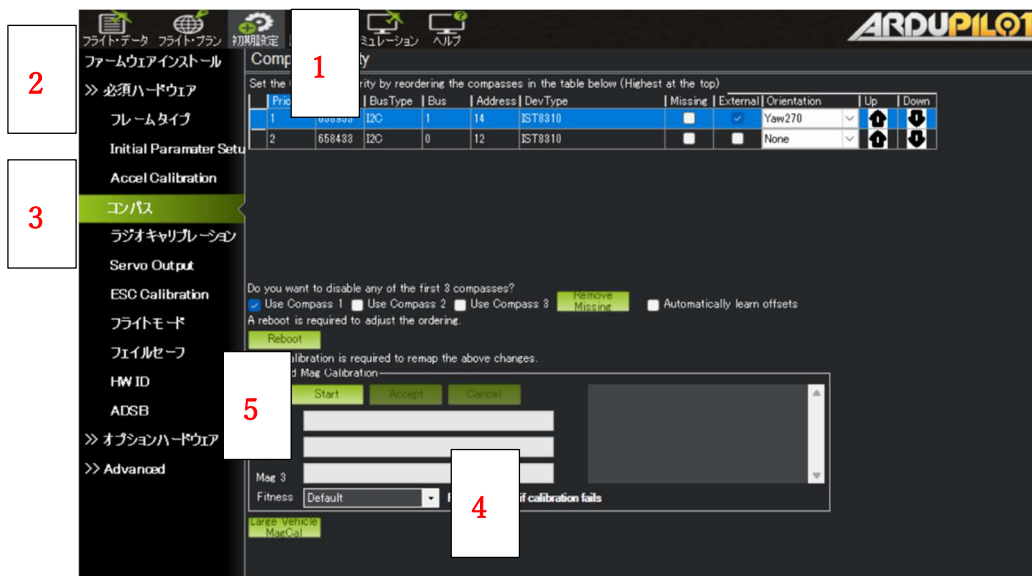 フライト・データ フライト・プラン 初期設定 ミュレーション ヘルプ
ARDUPILOT
1
2
3
4
5
ファームウェアインストール
>> 必須ハードウェア
フレームタイプ
Initial Paramater Setu
Accel Calibration
コンパス
ラジオキャリブレーション
Servo Output
ESC Calibration
フライトモード
フェイルセーフ
HW ID
ADSB
>> オプションハードウェア
>> Advanced
Set the rity by reordering the compasses in the table below (Highest at the top)
BusType Bus Address DevType Missing External Orientation Up Down
1 I2C 1 14 IST8310 Yaw270
2 658433 I2C 0 12 IST8310 None
Do you want to disable any of the first 3 compasses?
Use Compass 1 Use Compass 2 Use Compass 3 Remove Missing Automatically learn offsets
A reboot is required to adjust the ordering.
Reboot
alibration is required to remap the above changes.
d Mag Calibration
Start Accept Cancel
Mag 3
Fitness Default if calibration fails
Large Vehicle
MagCal